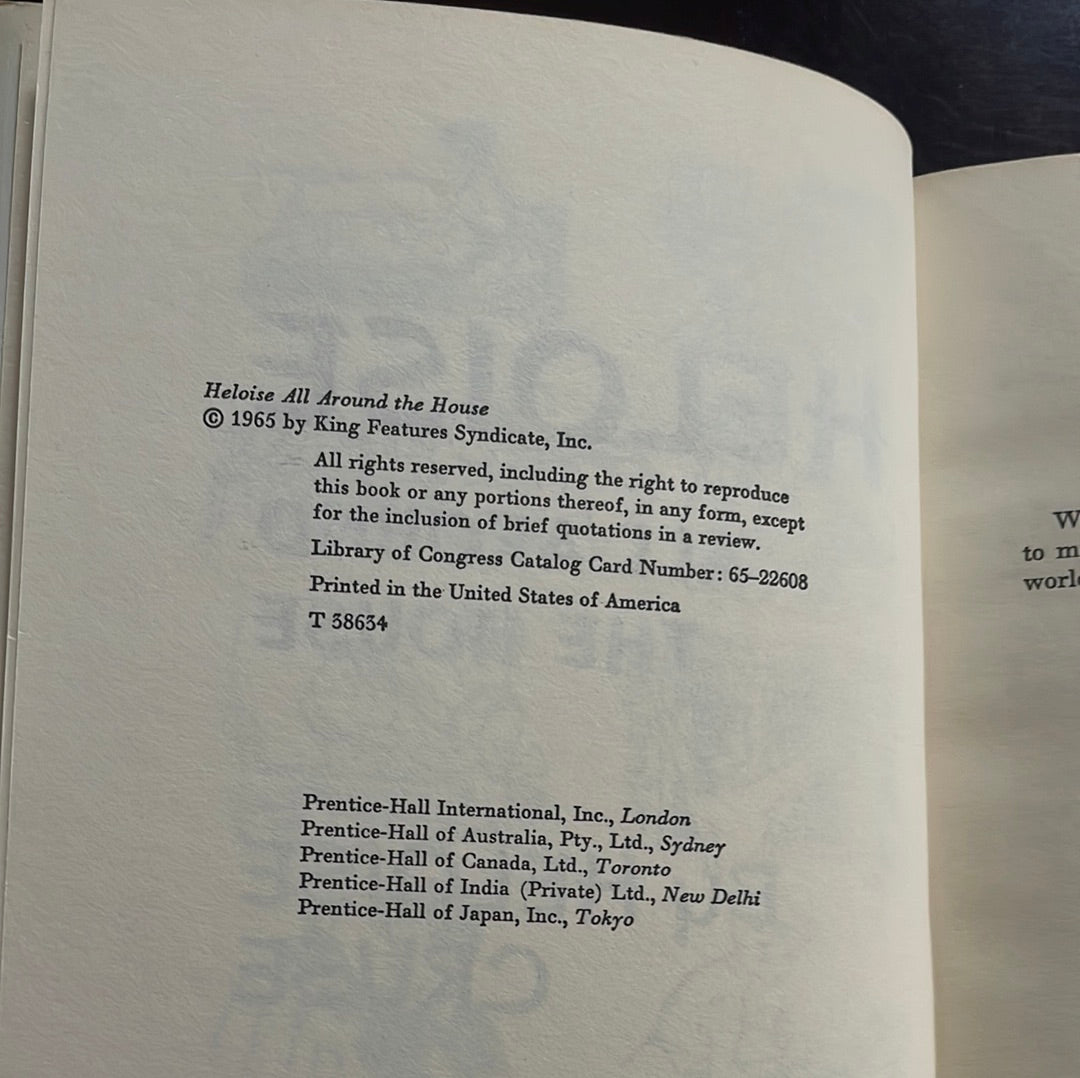 Heloise All Around the House
© 1965 by King Features Syndicate, Inc.
All rights reserved, including the right to reproduce
this book or any portions thereof, in any form, except
for the inclusion of brief quotations in a review.
Library of Congress Catalog Card Number: 65–22608
Printed in the United States of America
T 38634
Prentice-Hall International, Inc., London
Prentice-Hall of Australia, Pty., Ltd., Sydney
Prentice-Hall of Canada, Ltd., Toronto
Prentice-Hall of India (Private) Ltd., New Delhi
Prentice-Hall of Japan, Inc., Tokyo
to